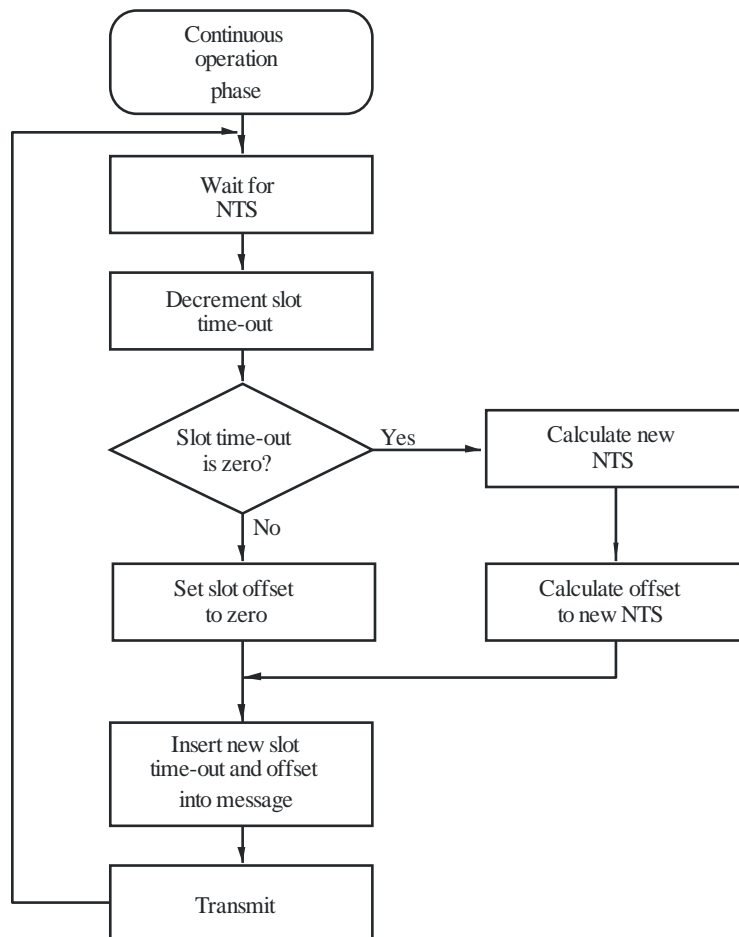 Continuous
operation
phase
Wait for
NTS
Decrement slot
time-out
Slot time-out
is zero?
Yes
Calculate new
NTS
No
Set slot offset
to zero
Calculate offset
to new NTS
Insert new slot
time-out and offset
into message
Transmit